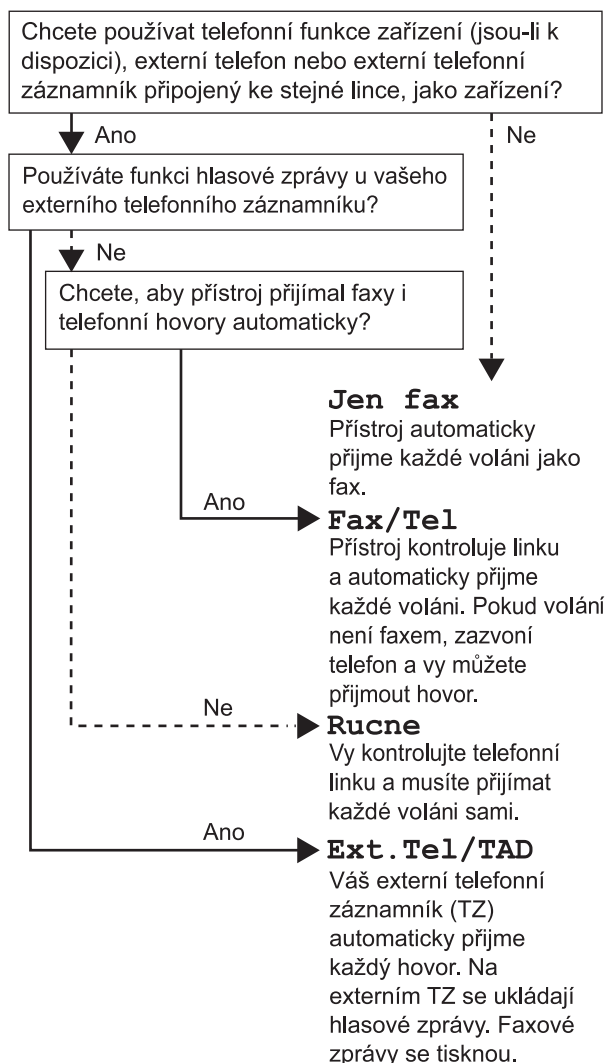 Chcete používat telefonní funkce zařízení (jsou-li k
dispozici), externí telefon nebo externí telefonní
záznamník připojený ke stejné lince, jako zařízení?
Ano
Ne
Používáte funkci hlasové zprávy u vašeho
externího telefonního záznamníku?
Ne
Chcete, aby přístroj přijímal faxy i
telefonní hovory automaticky?
Jen fax
Přístroj automaticky
přijme každé voláni jako
fax.
Ano
Fax/Tel
Přístroj kontroluje linku
a automaticky přijme
každé voláni. Pokud volání
není faxem, zazvoní
telefon a vy můžete
přijmout hovor.
Ne
Rucne
Vy kontrolujte telefonní
linku a musíte přijímat
každé voláni sami.
Ano
Ext.Tel/TAD
Váš externí telefonní
záznamník (TZ)
automaticky přijme
každý hovor. Na
externím TZ se ukládají
hlasové zprávy. Faxové
zprávy se tisknou.